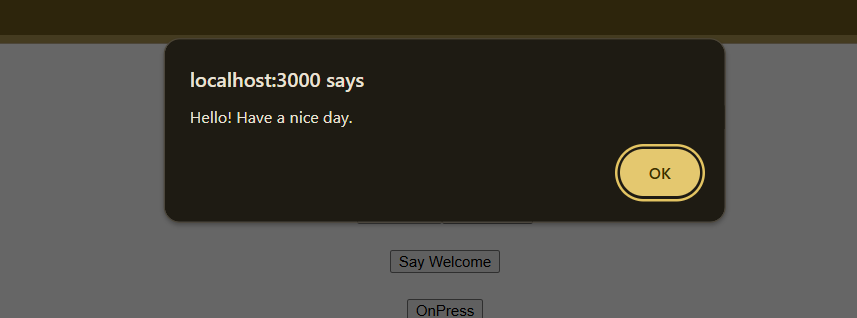 localhost:3000 says
Hello! Have a nice day.
OK
Say Welcome
OnPress